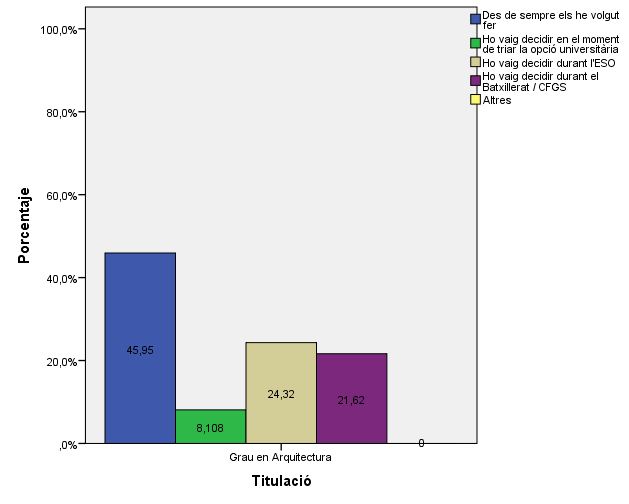 100,0%
80,0%
60,0%
40,0%
20,0%
,0%
Porcentaje
45,95
8,108
24,32
21,62
0
Grau en Arquitectura
Titulació
Des de sempre els he volgut
fer
Ho vaig decidir en el moment
de triar la opció universitària
Ho vaig decidir durant l'ESO
Ho vaig decidir durant el
Batxillerat / CFGS
Altres